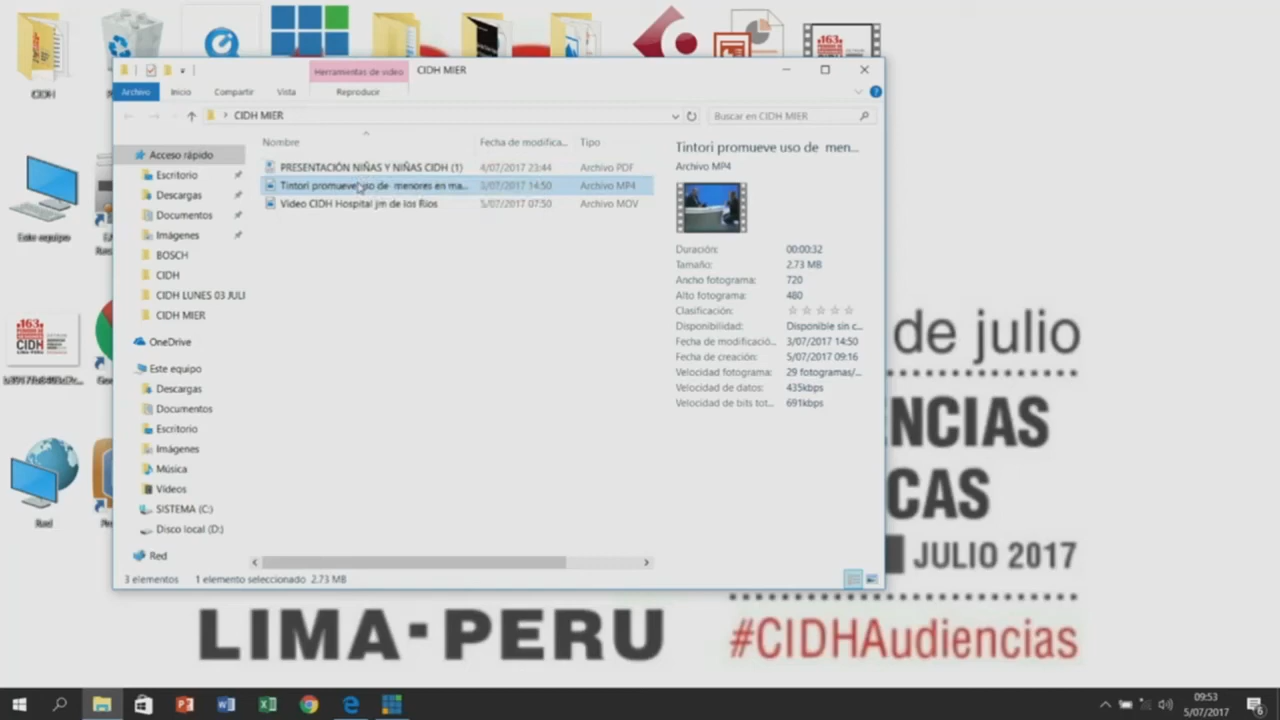 CIDH
Herramientas de video
CIDH MIER
Archivo
Inicio
Compartir
Vista
Reproducir
CIDH MIER
Buscar en CIDH MIER
Nombre
Fecha de modifica...
Tipo
Acceso rápido
Escritorio
Descargas
Documentos
Imágenes
BOSCH
CIDH
CIDH LUNES 03 JULI
CIDH MIER
OneDrive
Este equipo
Descargas
Documentos
Escritorio
Imágenes
Música
Vídeos
SISTEMA (C:)
Disco local (D:)
Red
PRESENTACIÓN NIÑAS Y NIÑAS CIDH (1) 4/07/2017 23:44 Archivo PDF
Tintori promueve uso de menores en ma... 3/07/2017 14:50 Archivo MP4
Video CIDH Hospital jm de los Rios 5/07/2017 07:50 Archivo MOV
Tintori promueve uso de men...
Archivo MP4
Duración: 00:00:32
Tamaño: 2.73 MB
Ancho fotograma: 720
Alto fotograma: 480
Clasificación:
Disponibilidad: Disponible sin c...
Fecha de modificació... 3/07/2017 14:50
Fecha de creación: 5/07/2017 09:16
Velocidad fotograma: 29 fotogramas/...
Velocidad de datos: 435kbps
Velocidad de bits tot... 691kbps
3 elementos 1 elemento seleccionado 2.73 MB
Este equipo
163
CIDH
LIMA-PERU
Red
de julio
NCIAS
CAS
JULIO 2017
LIMA·PERU
#CIDHAudiencias
09:53
5/07/2017
6